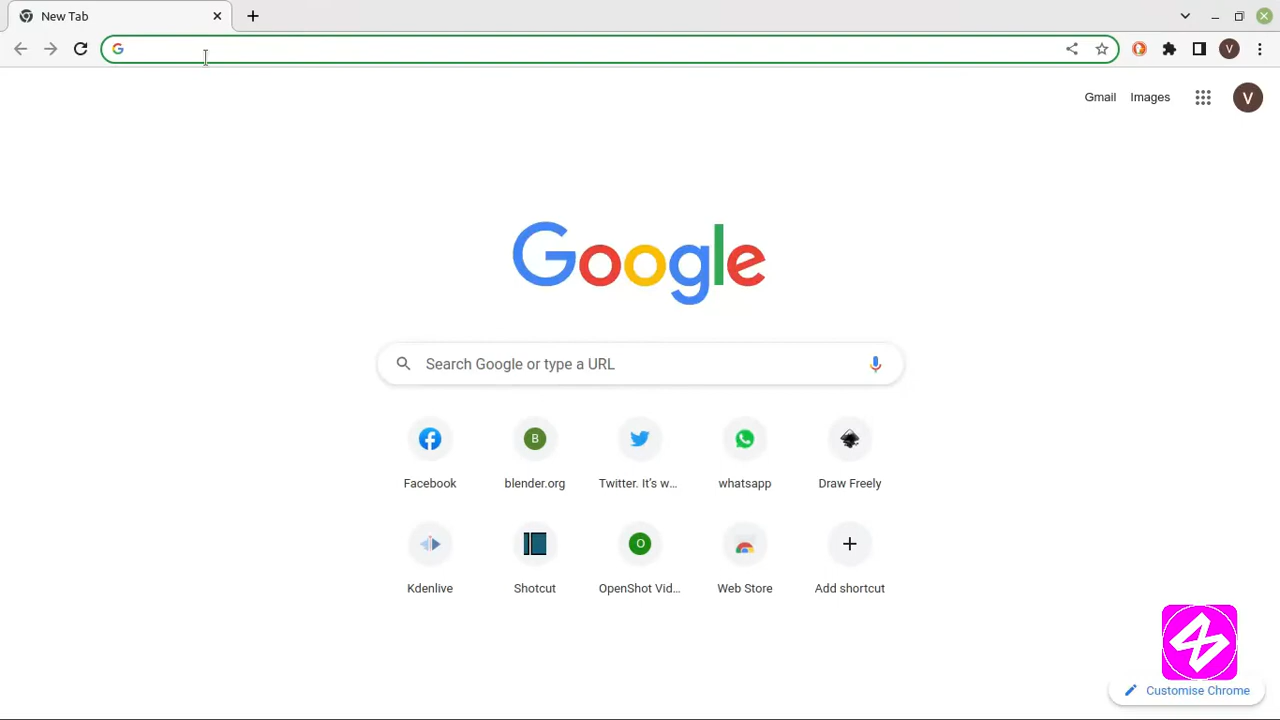 New Tab
G
V
Gmail Images
V
Google
Search Google or type a URL
B
Facebook blender.org Twitter. It's w... whatsapp Draw Freely
O
Kdenlive Shotcut OpenShot Vid... Web Store Add shortcut
Customise Chrome